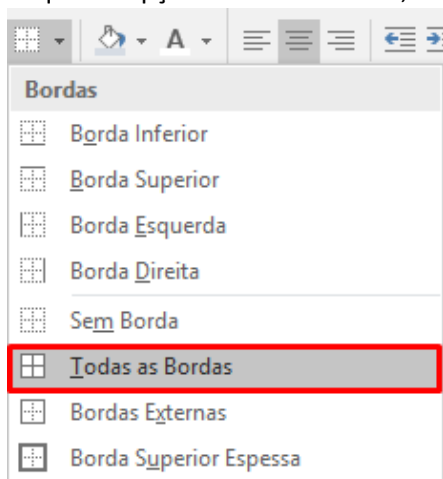 A
Bordas
Borda Inferior
Borda Superior
Borda Esquerda
Borda Direita
Sem Borda
Todas as Bordas
Bordas Externas
Borda Superior Espessa